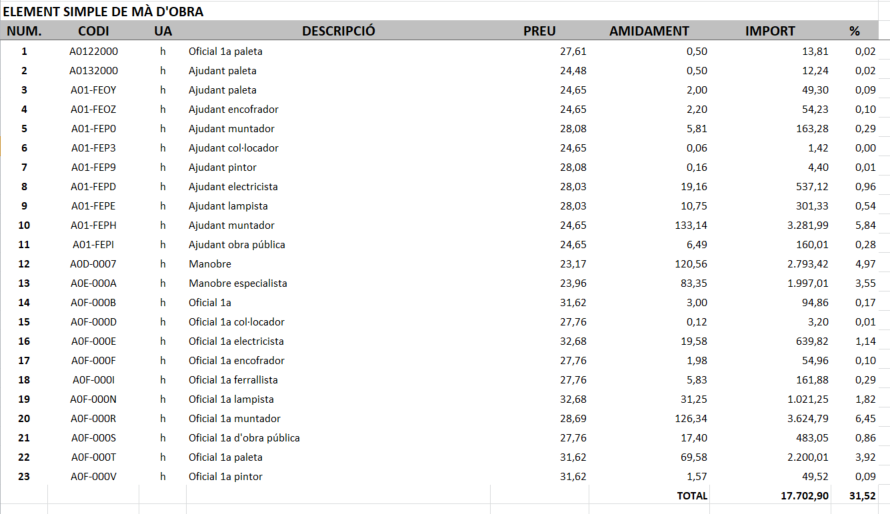 ELEMENT SIMPLE DE MÀ D'OBRA
NUM. CODI UA DESCRIPCIÓ PREU AMIDAMENT IMPORT %
1 A0122000 h Oficial 1a paleta 27,61 0,50 13,81 0,02
2 A0132000 h Ajudant paleta 24,48 0,50 12,24 0,02
3 A01-FEOY h Ajudant paleta 24,65 2,00 49,30 0,09
4 A01-FEOZ h Ajudant encofrador 24,65 2,20 54,23 0,10
5 A01-FEP0 h Ajudant muntador 28,08 5,81 163,28 0,29
6 A01-FEP3 h Ajudant col·locador 24,65 0,06 1,42 0,00
7 A01-FEP9 h Ajudant pintor 28,08 0,16 4,40 0,01
8 A01-FEPD h Ajudant electricista 28,03 19,16 537,12 0,96
9 A01-FEPE h Ajudant lampista 28,03 10,75 301,33 0,54
10 A01-FEPH h Ajudant muntador 24,65 133,14 3.281,99 5,84
11 A01-FEPI h Ajudant obra pública 24,65 6,49 160,01 0,28
12 A0D-0007 h Manobre 23,17 120,56 2.793,42 4,97
13 A0E-000A h Manobre especialista 23,96 83,35 1.997,01 3,55
14 A0F-000B h Oficial 1a 31,62 3,00 94,86 0,17
15 A0F-000D h Oficial 1a col·locador 27,76 0,12 3,20 0,01
16 A0F-000E h Oficial 1a electricista 32,68 19,58 639,82 1,14
17 A0F-000F h Oficial 1a encofrador 27,76 1,98 54,96 0,10
18 A0F-000I h Oficial 1a ferrallista 27,76 5,83 161,88 0,29
19 A0F-000N h Oficial 1a lampista 32,68 31,25 1.021,25 1,82
20 A0F-000R h Oficial 1a muntador 28,69 126,34 3.624,79 6,45
21 A0F-000S h Oficial 1a d'obra pública 27,76 17,40 483,05 0,86
22 A0F-000T h Oficial 1a paleta 31,62 69,58 2.200,01 3,92
23 A0F-000V h Oficial 1a pintor 31,62 1,57 49,52 0,09
TOTAL 17.702,90 31,52